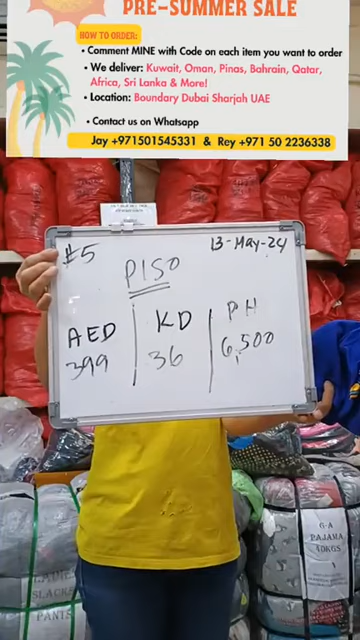 PRE-SUMMER SALE
HOW TO ORDER:
• Comment MINE with Code on each item you want to order
• We deliver: Kuwait, Oman, Pinas, Bahrain, Qatar,
Africa, Sri Lanka & More!
• Location: Boundary Dubai Sharjah UAE
• Contact us on Whatsapp
Jay +971501545331 & Rey +971 50 2236338
#5
13-May-24
PISO
AED
KD
PH
399
36
6,500
G-A
PAJAMA
LADIES
SLACKS
PANTS